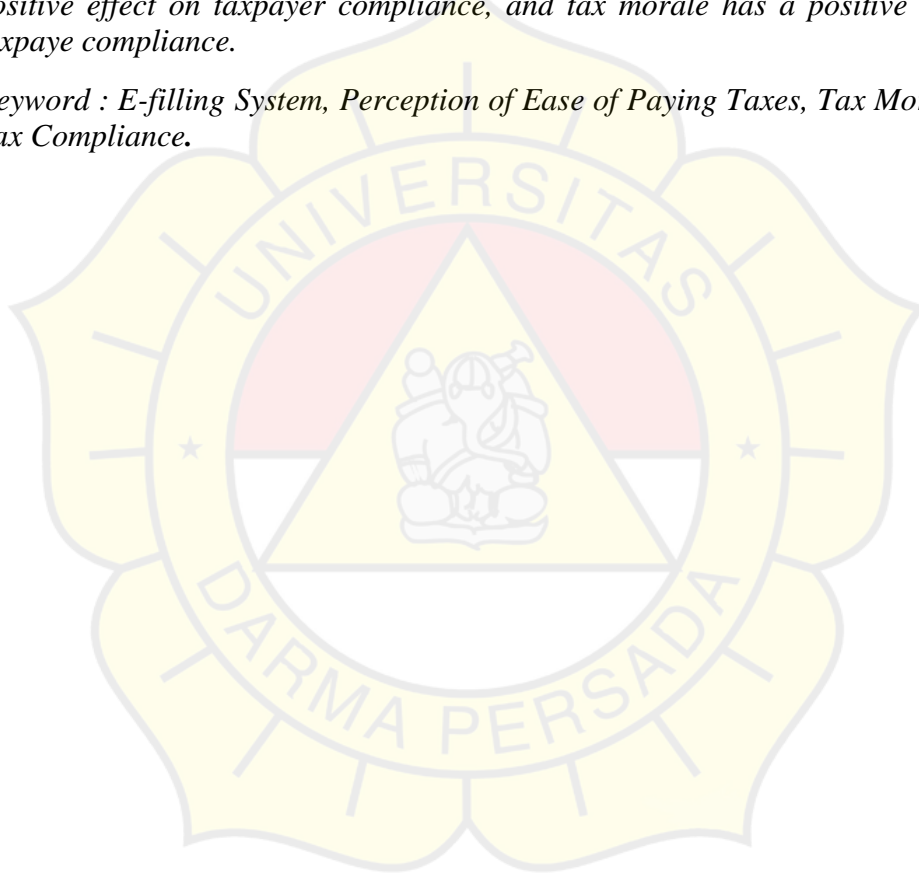 ositive effect on taxpayer compliance, and tax morale has a positive
axpaye compliance.
eyword : E-filling System, Perception of Ease of Paying Taxes, Tax Mo
ax Compliance.
UNIVERSITAS
DARMA PERSADA